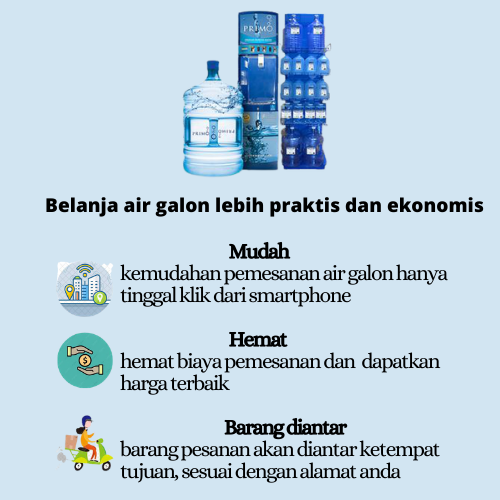 PRIMO
PRIMO
Belanja air galon lebih praktis dan ekonomis
Mudah
kemudahan pemesanan air galon hanya
tinggal klik dari smartphone
Hemat
hemat biaya pemesanan dan dapatkan
harga terbaik
Barang diantar
barang pesanan akan diantar ketempat
tujuan, sesuai dengan alamat anda